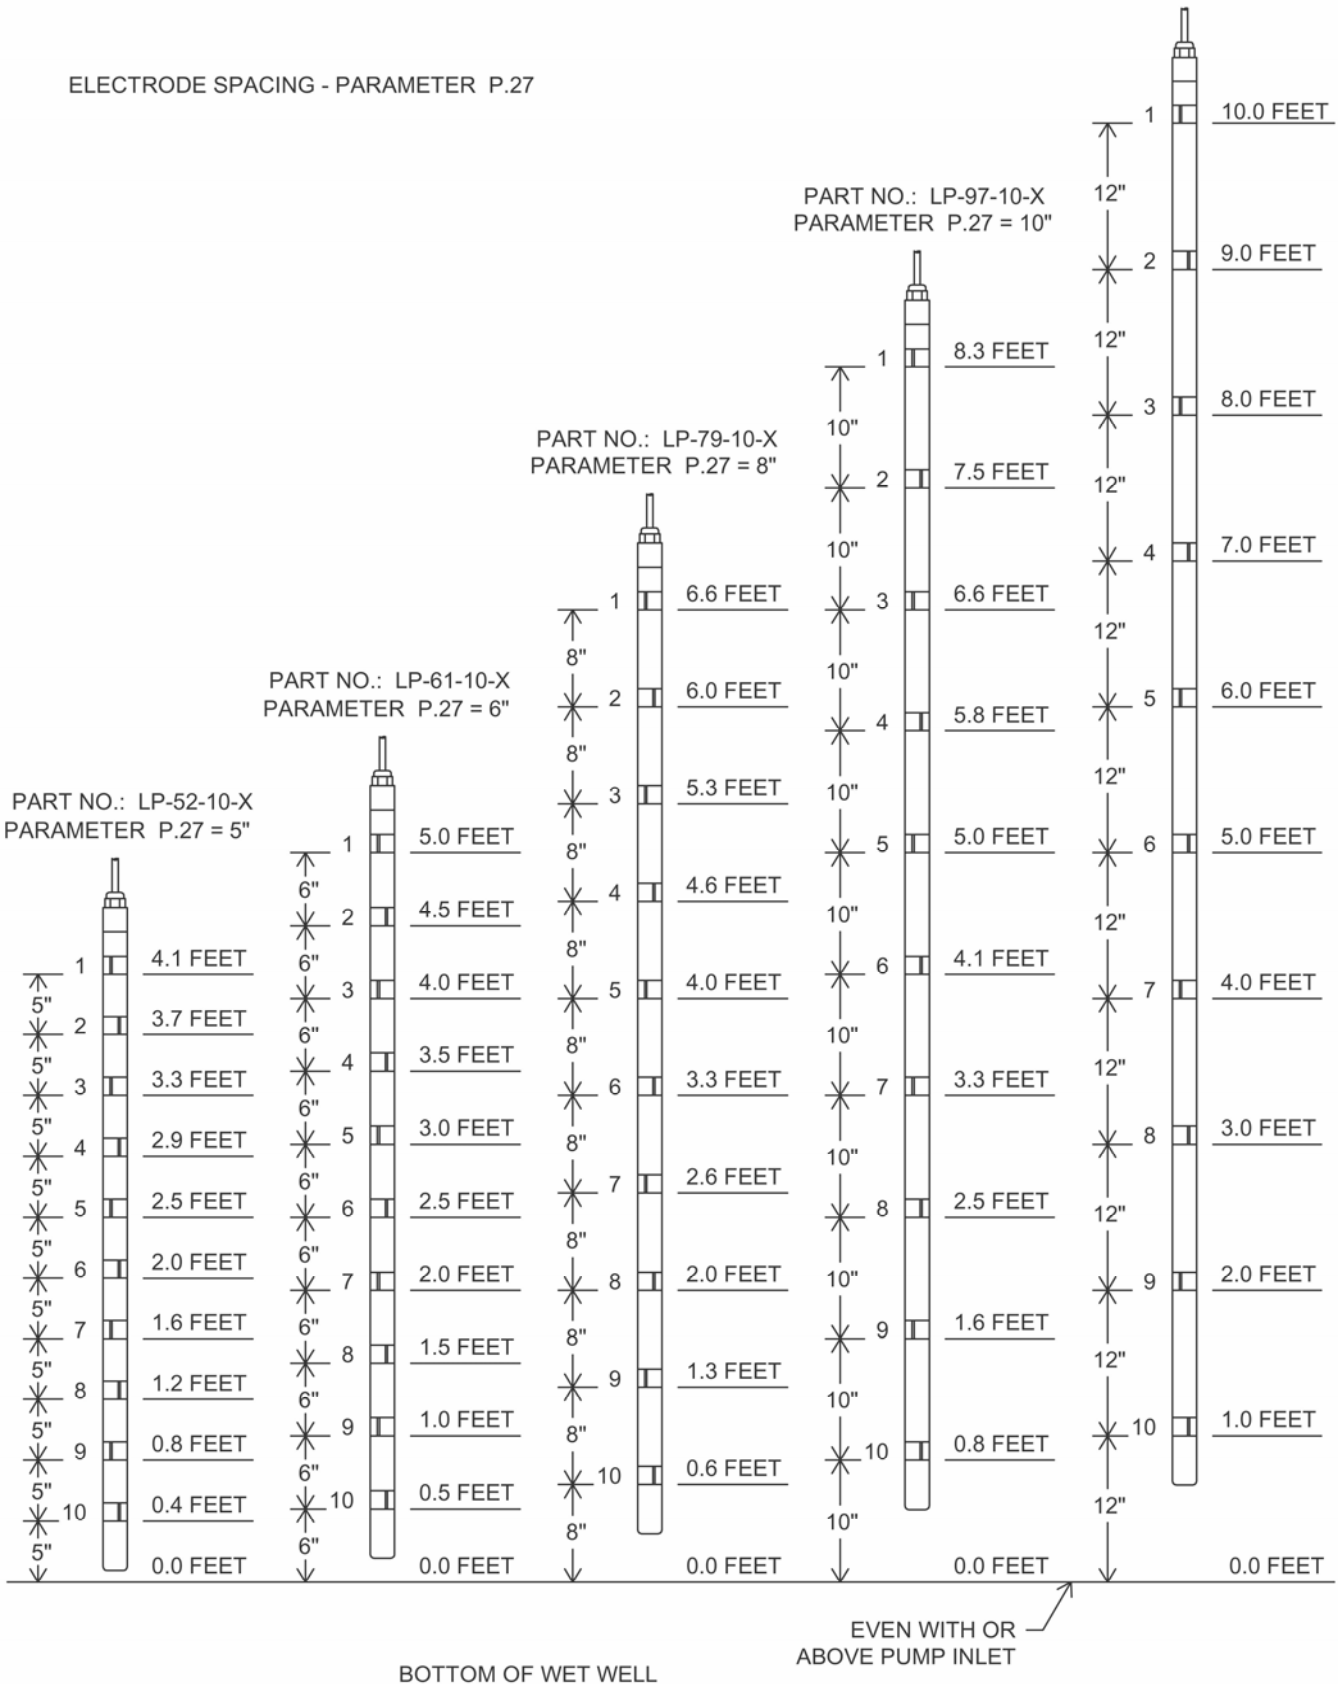 ELECTRODE SPACING - PARAMETER P.27
PART NO.: LP-52-10-X
PARAMETER P.27 = 5"
1 4.1 FEET
5"
2 3.7 FEET
5"
3 3.3 FEET
5"
4 2.9 FEET
5"
5 2.5 FEET
5"
6 2.0 FEET
5"
7 1.6 FEET
5"
8 1.2 FEET
5"
9 0.8 FEET
5"
10 0.4 FEET
5"
0.0 FEET
PART NO.: LP-61-10-X
PARAMETER P.27 = 6"
1 5.0 FEET
6"
2 4.5 FEET
6"
3 4.0 FEET
6"
4 3.5 FEET
6"
5 3.0 FEET
6"
6 2.5 FEET
6"
7 2.0 FEET
6"
8 1.5 FEET
6"
9 1.0 FEET
6"
10 0.5 FEET
6"
0.0 FEET
PART NO.: LP-79-10-X
PARAMETER P.27 = 8"
1 6.6 FEET
8"
2 6.0 FEET
8"
3 5.3 FEET
8"
4 4.6 FEET
8"
5 4.0 FEET
8"
6 3.3 FEET
8"
7 2.6 FEET
8"
8 2.0 FEET
8"
9 1.3 FEET
8"
10 0.6 FEET
8"
0.0 FEET
PART NO.: LP-97-10-X
PARAMETER P.27 = 10"
1 8.3 FEET
10"
2 7.5 FEET
10"
3 6.6 FEET
10"
4 5.8 FEET
10"
5 5.0 FEET
10"
6 4.1 FEET
10"
7 3.3 FEET
10"
8 2.5 FEET
10"
9 1.6 FEET
10"
10 0.8 FEET
10"
0.0 FEET
1 10.0 FEET
12"
2 9.0 FEET
12"
3 8.0 FEET
12"
4 7.0 FEET
12"
5 6.0 FEET
12"
6 5.0 FEET
12"
7 4.0 FEET
12"
8 3.0 FEET
12"
9 2.0 FEET
12"
10 1.0 FEET
12"
0.0 FEET
EVEN WITH OR
ABOVE PUMP INLET
BOTTOM OF WET WELL